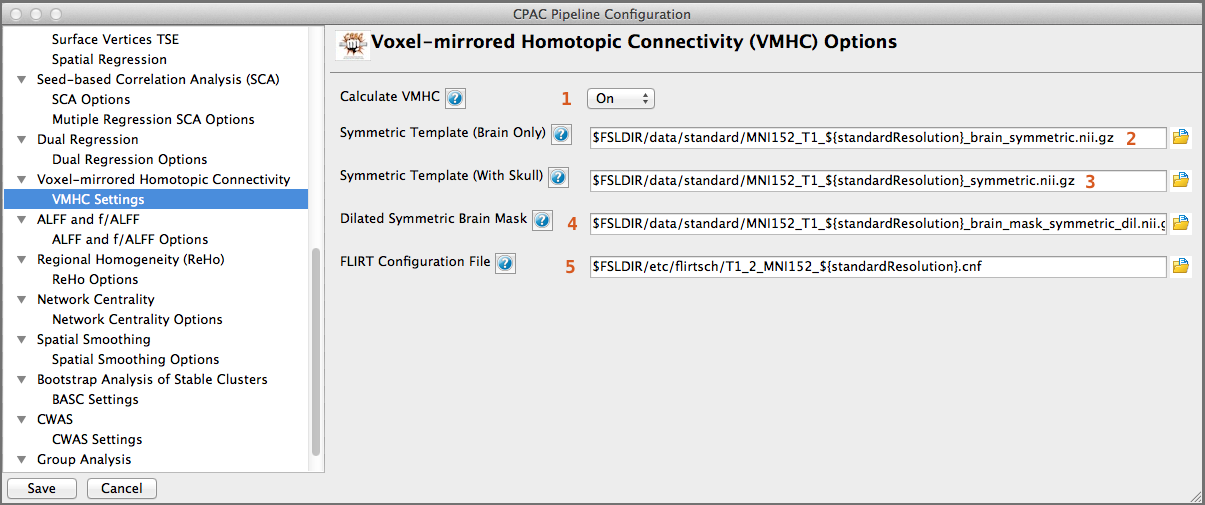 CPAC Pipeline Configuration
Surface Vertices TSE
Spatial Regression
Seed-based Correlation Analysis (SCA)
SCA Options
Mutiple Regression SCA Options
Dual Regression
Dual Regression Options
Voxel-mirrored Homotopic Connectivity
VMHC Settings
ALFF and f/ALFF
ALFF and f/ALFF Options
Regional Homogeneity (ReHo)
ReHo Options
Network Centrality
Network Centrality Options
Spatial Smoothing
Spatial Smoothing Options
Bootstrap Analysis of Stable Clusters
BASC Settings
CWAS
CWAS Settings
Group Analysis
Save Cancel
Voxel-mirrored Homotopic Connectivity (VMHC) Options
Calculate VMHC ? 1 On
Symmetric Template (Brain Only) ? $FSLDIR/data/standard/MNI152_T1_${standardResolution}_brain_symmetric.nii.gz 2
Symmetric Template (With Skull) ? $FSLDIR/data/standard/MNI152_T1_${standardResolution}_symmetric.nii.gz 3
Dilated Symmetric Brain Mask ? 4 $FSLDIR/data/standard/MNI152_T1_${standardResolution}_brain_mask_symmetric_dil.nii.g
FLIRT Configuration File ? 5 $FSLDIR/etc/flirtsch/T1_2_MNI152_${standardResolution}.cnf